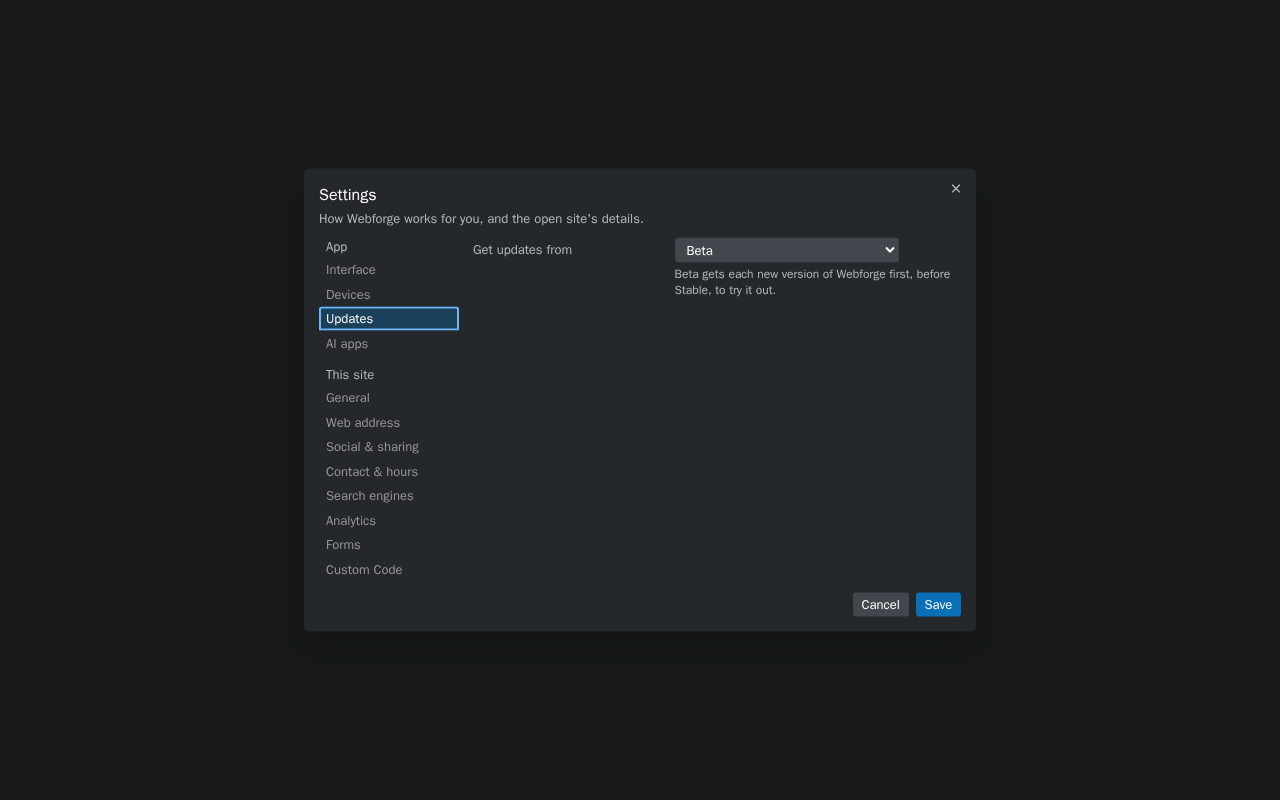 Settings
How Webforge works for you, and the open site's details.
App
Interface
Devices
Updates
AI apps
This site
General
Web address
Social & sharing
Contact & hours
Search engines
Analytics
Forms
Custom Code
Get updates from
Beta
Beta gets each new version of Webforge first, before
Stable, to try it out.
Cancel
Save